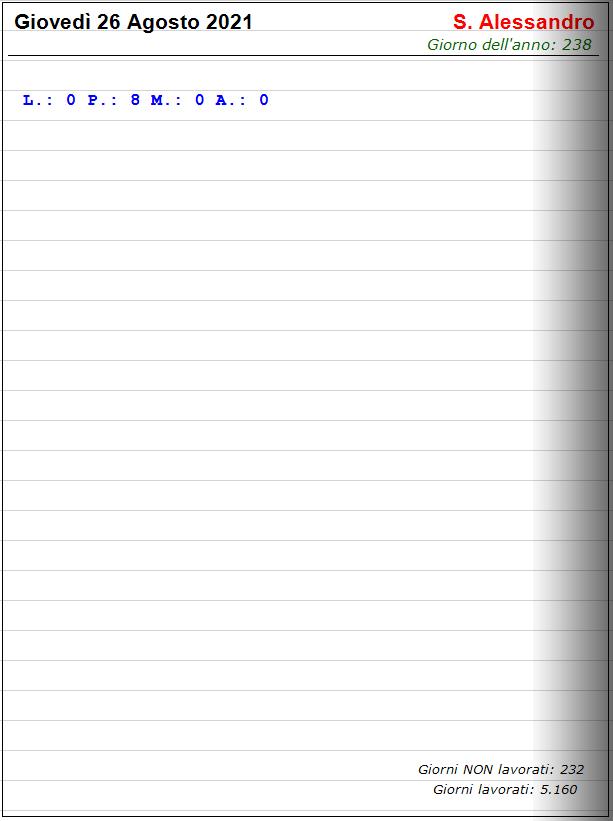 Giovedì 26 Agosto 2021 S. Alessandro
Giorno dell'anno: 238
L.: 0 P.: 8 M.: 0 A.: 0
Giorni NON lavorati: 232
Giorni lavorati: 5.160